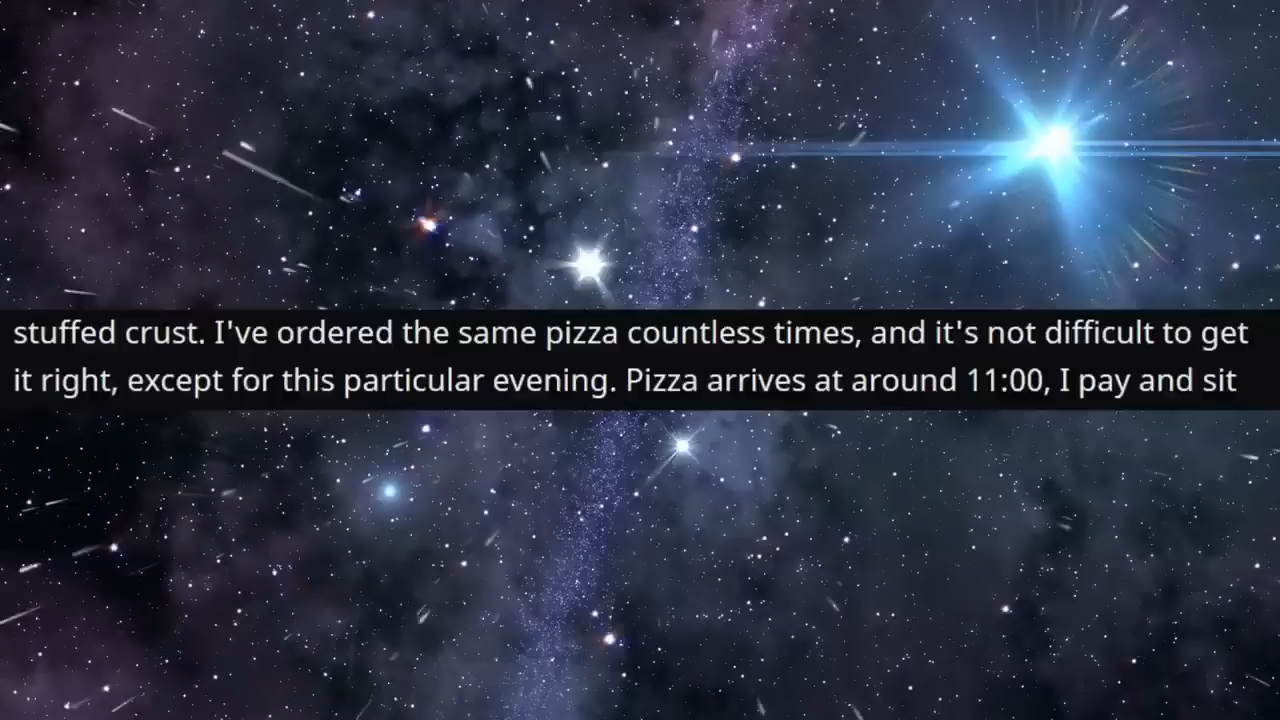 stuffed crust. I've ordered the same pizza countless times, and it's not difficult to get
it right, except for this particular evening. Pizza arrives at around 11:00, I pay and sit